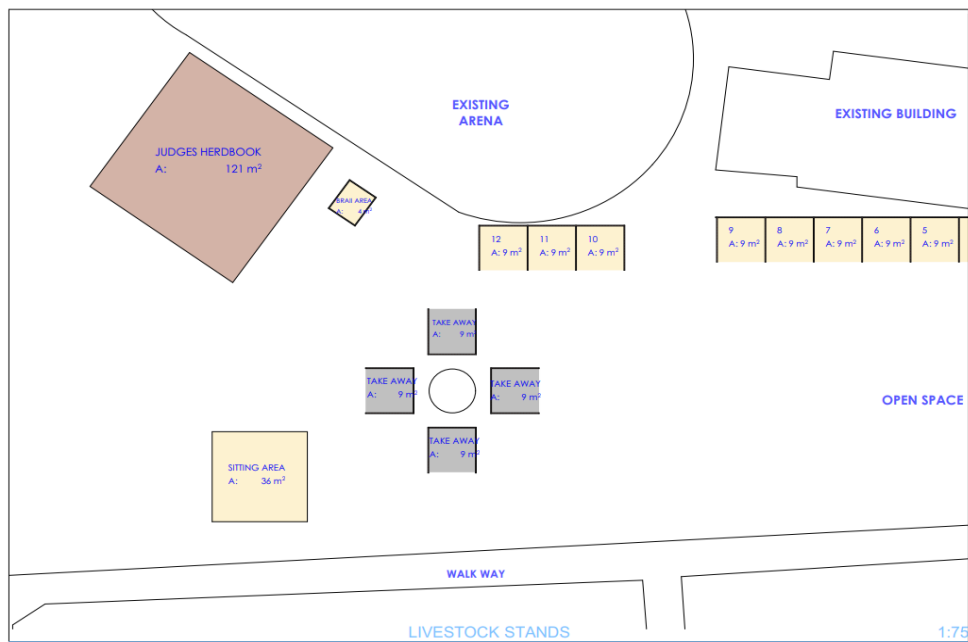 EXISTING
ARENA
EXISTING BUILDING
JUDGES HERDBOOK
A: 121 m²
BRAII AREA
A: 4 m²
12
A: 9 m²
11
A: 9 m²
10
A: 9 m²
9
A: 9 m²
8
A: 9 m²
7
A: 9 m²
6
A: 9 m²
5
A: 9 m²
TAKE AWAY
A: 9 m²
TAKE AWAY
A: 9 m²
TAKE AWAY
A: 9 m²
TAKE AWAY
A: 9 m²
OPEN SPACE
SITTING AREA
A: 36 m²
WALK WAY
LIVESTOCK STANDS
1:75